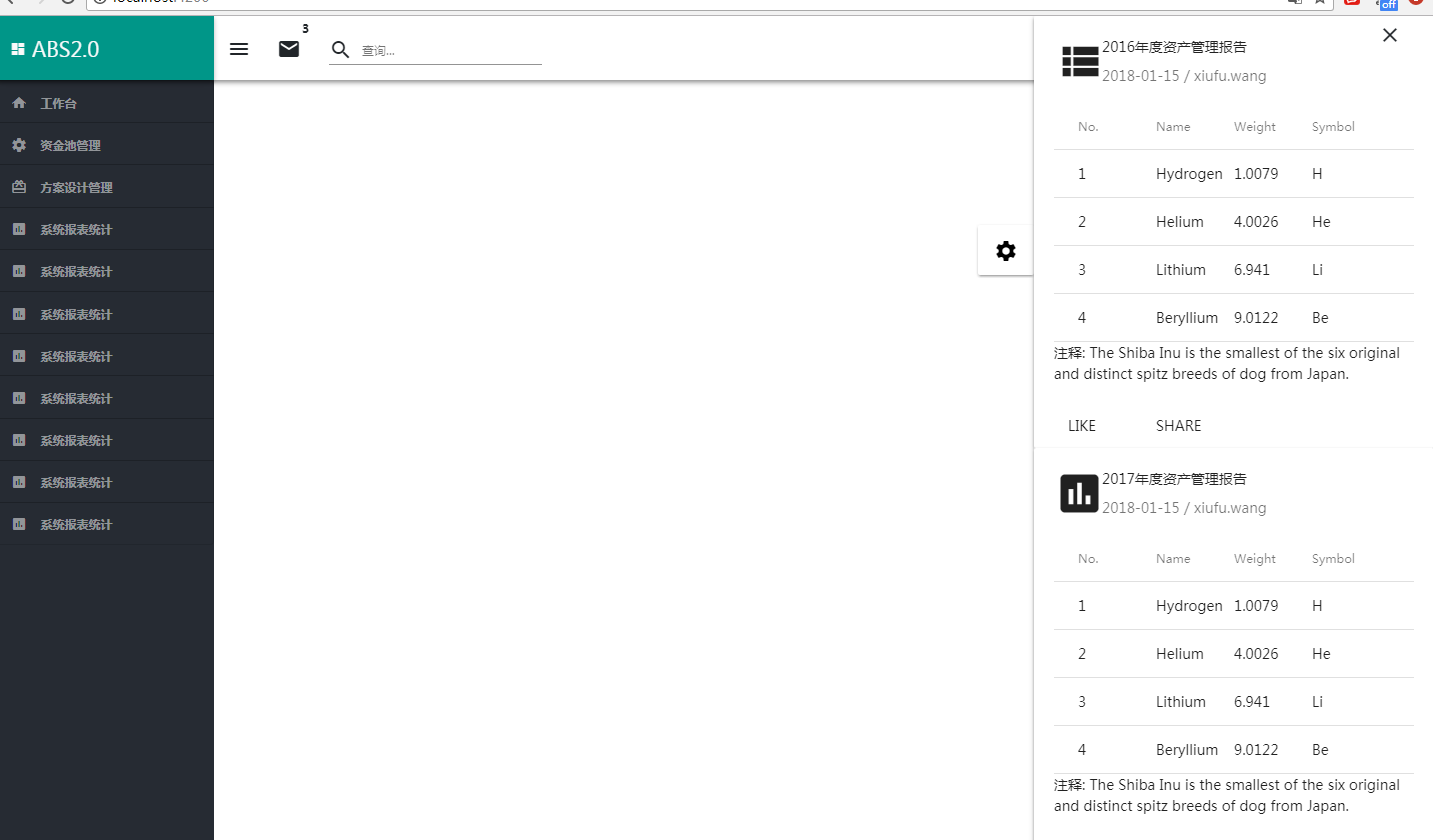 off
ABS2.0
工作台
资金池管理
方案设计管理
系统报表统计
系统报表统计
系统报表统计
系统报表统计
系统报表统计
系统报表统计
系统报表统计
系统报表统计
3
查询...
2016年度资产管理报告
2018-01-15 / xiufu.wang
No. Name Weight Symbol
1 Hydrogen 1.0079 H
2 Helium 4.0026 He
3 Lithium 6.941 Li
4 Beryllium 9.0122 Be
注释: The Shiba Inu is the smallest of the six original
and distinct spitz breeds of dog from Japan.
LIKE SHARE
2017年度资产管理报告
2018-01-15 / xiufu.wang
No. Name Weight Symbol
1 Hydrogen 1.0079 H
2 Helium 4.0026 He
3 Lithium 6.941 Li
4 Beryllium 9.0122 Be
注释: The Shiba Inu is the smallest of the six original
and distinct spitz breeds of dog from Japan.